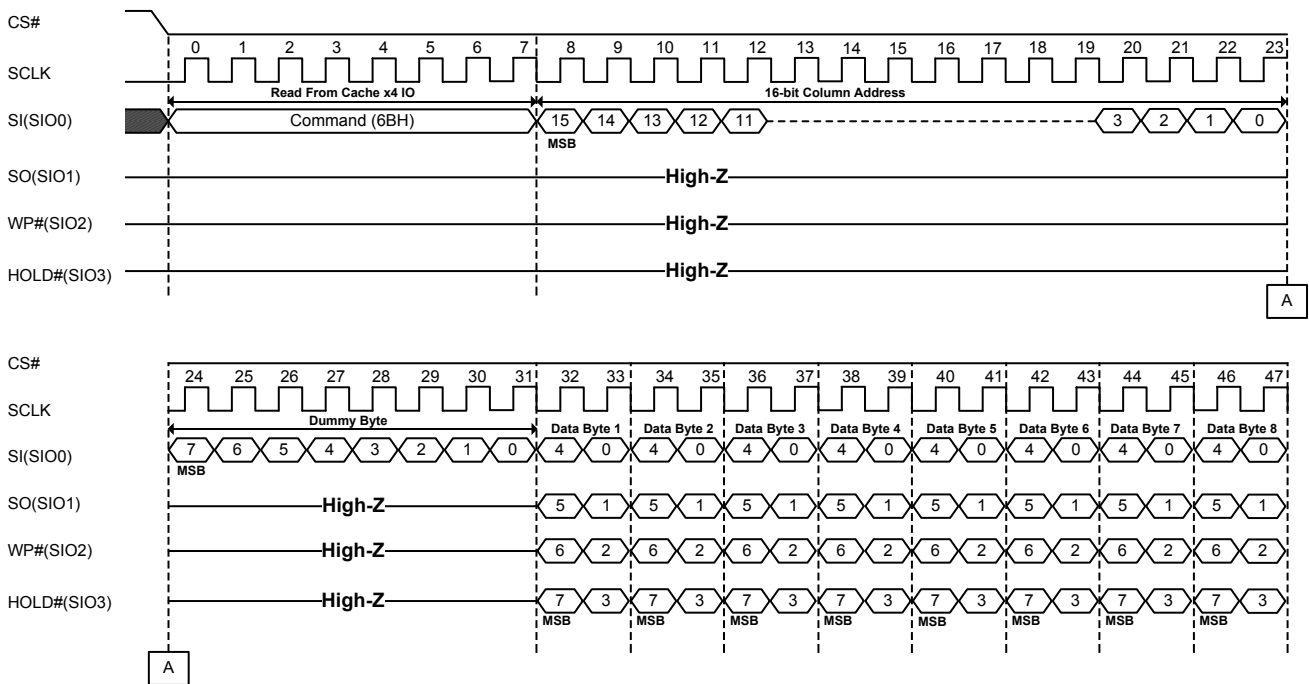 CS#
0 1 2 3 4 5 6 7 8 9 10 11 12 13 14 15 16 17 18 19 20 21 22 23
SCLK
Read From Cache x4 IO 16-bit Column Address
SI(SIO0) Command (6BH) 15 14 13 12 11 3 2 1 0
MSB
SO(SIO1) High-Z
WP#(SIO2) High-Z
HOLD#(SIO3) High-Z
A
CS#
24 25 26 27 28 29 30 31 32 33 34 35 36 37 38 39 40 41 42 43 44 45 46 47
SCLK
Dummy Byte Data Byte 1 Data Byte 2 Data Byte 3 Data Byte 4 Data Byte 5 Data Byte 6 Data Byte 7 Data Byte 8
SI(SIO0) 7 6 5 4 3 2 1 0 4 0 4 0 4 0 4 0 4 0 4 0 4 0 4 0
MSB
SO(SIO1) High-Z 5 1 5 1 5 1 5 1 5 1 5 1 5 1 5 1
WP#(SIO2) High-Z 6 2 6 2 6 2 6 2 6 2 6 2 6 2 6 2
HOLD#(SIO3) High-Z 7 3 7 3 7 3 7 3 7 3 7 3 7 3 7 3
MSB MSB MSB MSB MSB MSB MSB MSB
A